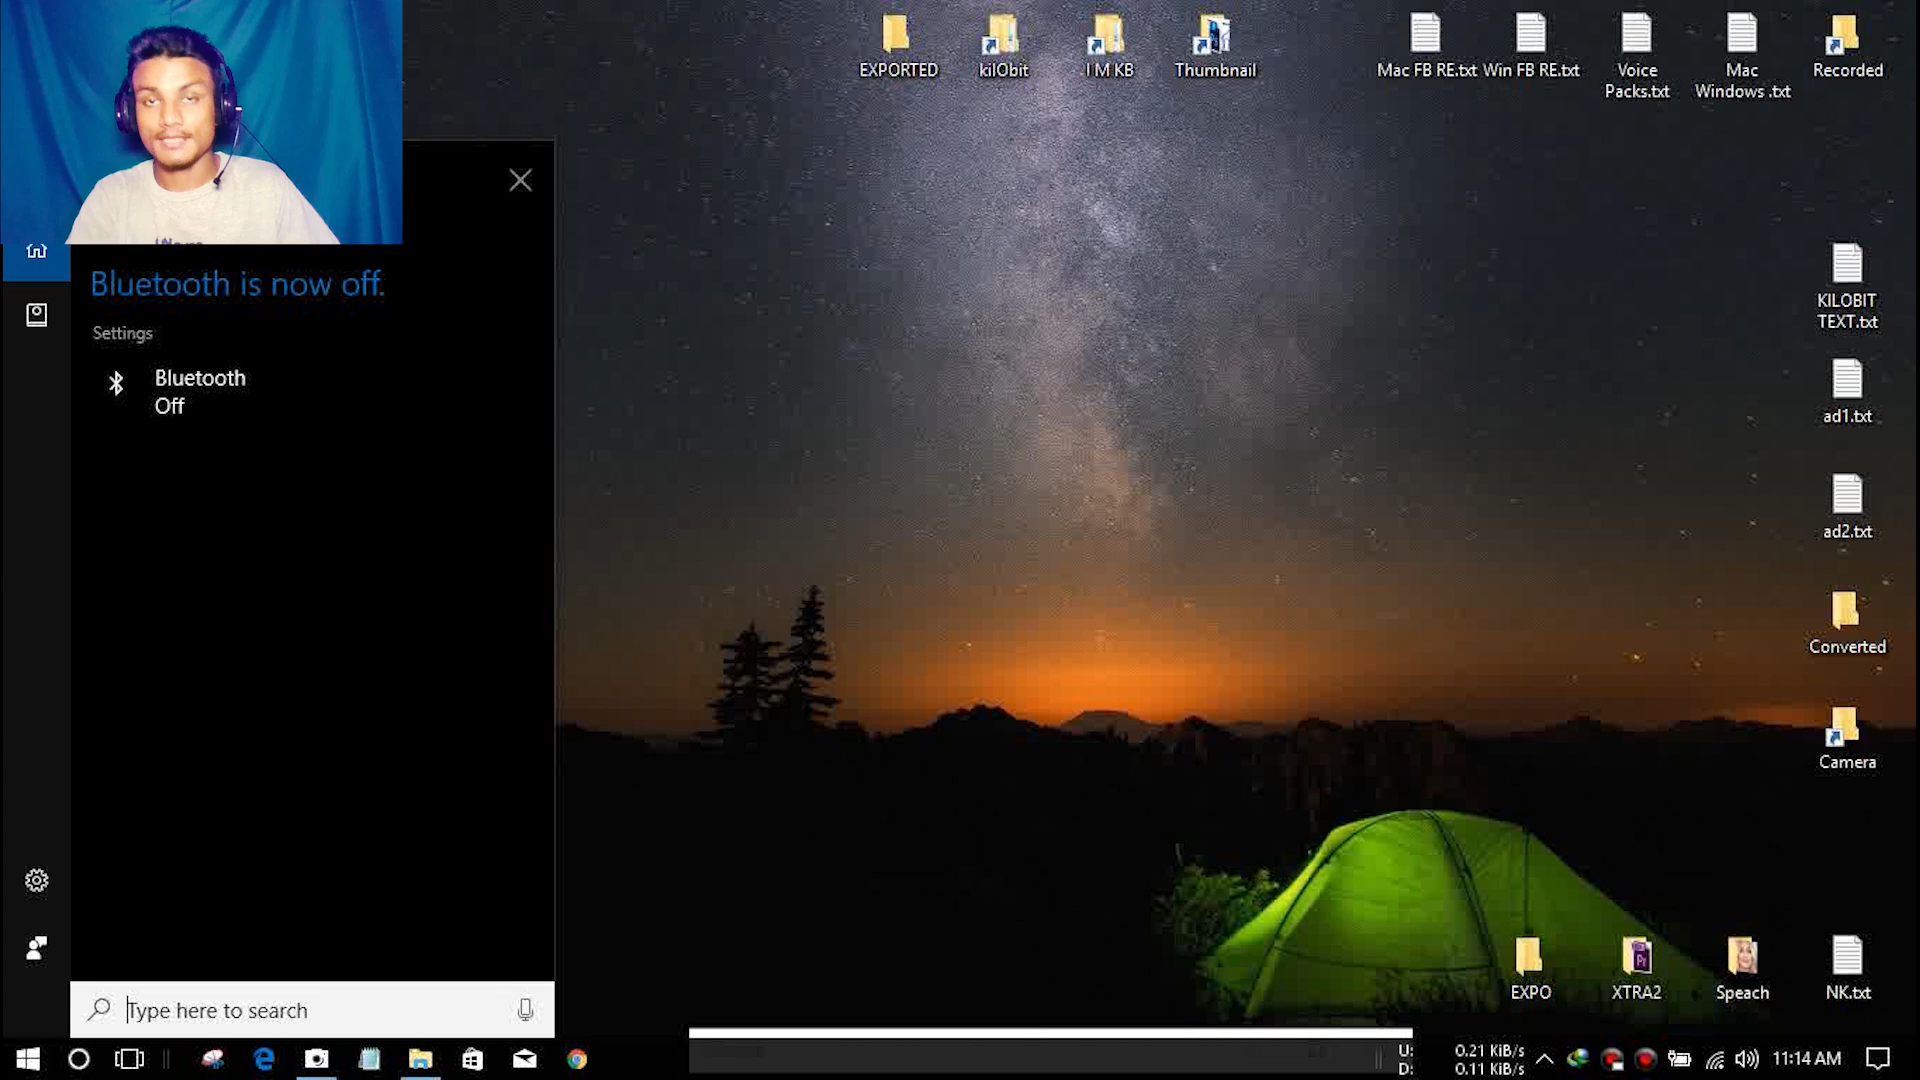 EXPORTED
kilObit
I M KB
Thumbnail
Mac FB RE.txt
Win FB RE.txt
Voice
Packs.txt
Mac
Windows .txt
Recorded
Bluetooth is now off.
Settings
Bluetooth
Off
KILOBIT
TEXT.txt
ad1.txt
ad2.txt
Converted
Camera
EXPO
XTRA2
Pr
Speach
NK.txt
Type here to search
U: 0.21 KiB/s
D: 0.11 KiB/s
11:14 AM